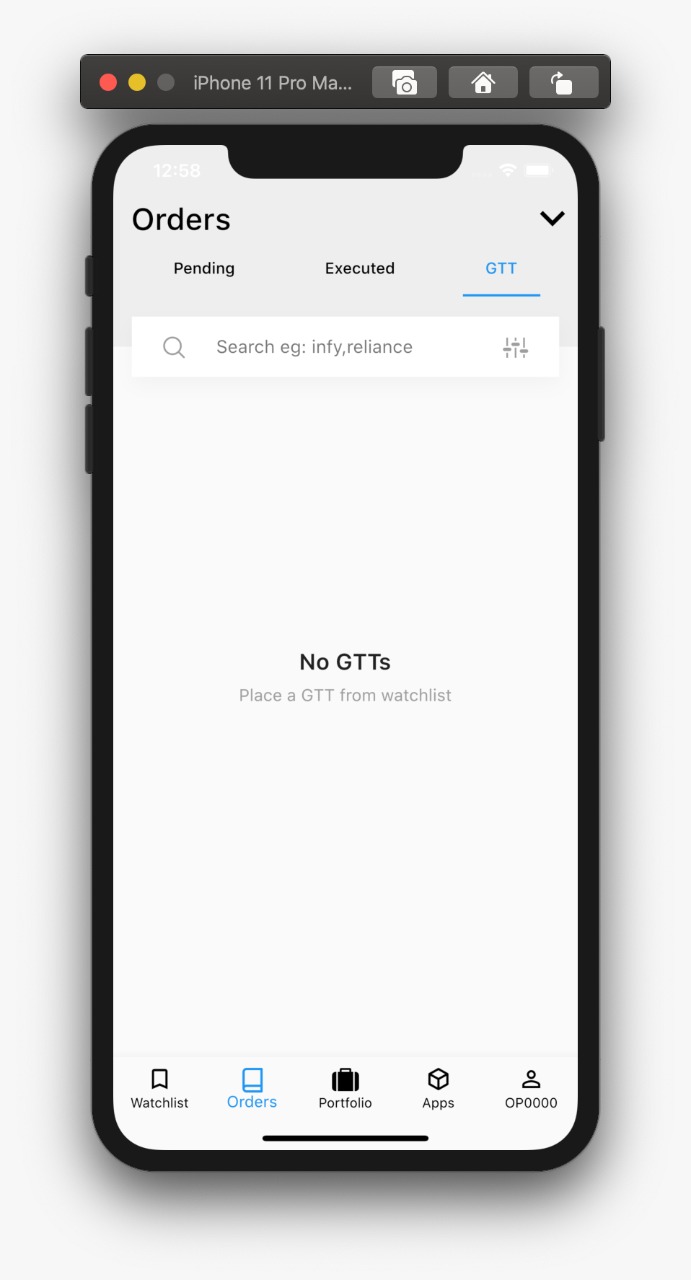 iPhone 11 Pro Ma...
12:58
Orders
Pending Executed GTT
Search eg: infy,reliance
No GTTs
Place a GTT from watchlist
Watchlist Orders Portfolio Apps OP0000